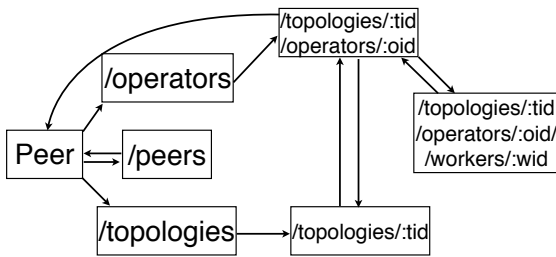 /topologies/:tid
/operators/:oid
/operators
/topologies/:tid
/operators/:oid/
/workers/:wid
Peer
/peers
/topologies
/topologies/:tid